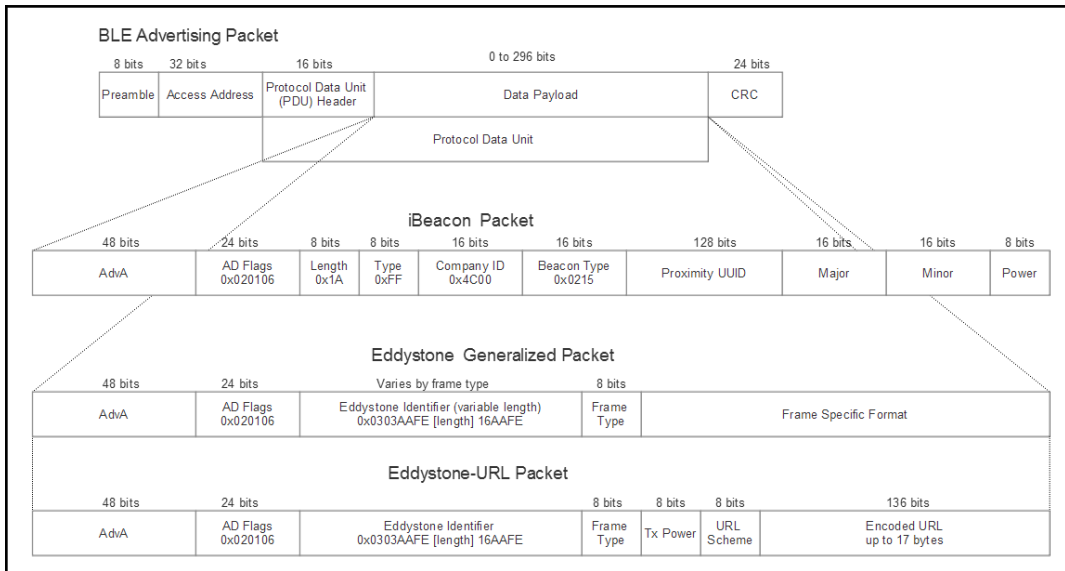 BLE Advertising Packet
8 bits 32 bits 16 bits 0 to 296 bits 24 bits
Preamble Access Address Protocol Data Unit (PDU) Header Data Payload CRC
Protocol Data Unit
iBeacon Packet
48 bits 24 bits 8 bits 8 bits 16 bits 16 bits 128 bits 16 bits 16 bits 8 bits
AdvA AD Flags Length Type Company ID Beacon Type Proximity UUID Major Minor Power
0x020106 0x1A 0xFF 0x4C00 0x0215
Eddystone Generalized Packet
48 bits 24 bits Varies by frame type 8 bits
AdvA AD Flags Eddystone Identifier (variable length) Frame Type Frame Specific Format
0x020106 0x0303AAFE [length] 16AAFE
Eddystone-URL Packet
48 bits 24 bits 8 bits 8 bits 8 bits 136 bits
AdvA AD Flags Eddystone Identifier Frame Type Tx Power URL Scheme Encoded URL
0x020106 0x0303AAFE [length] 16AAFE up to 17 bytes